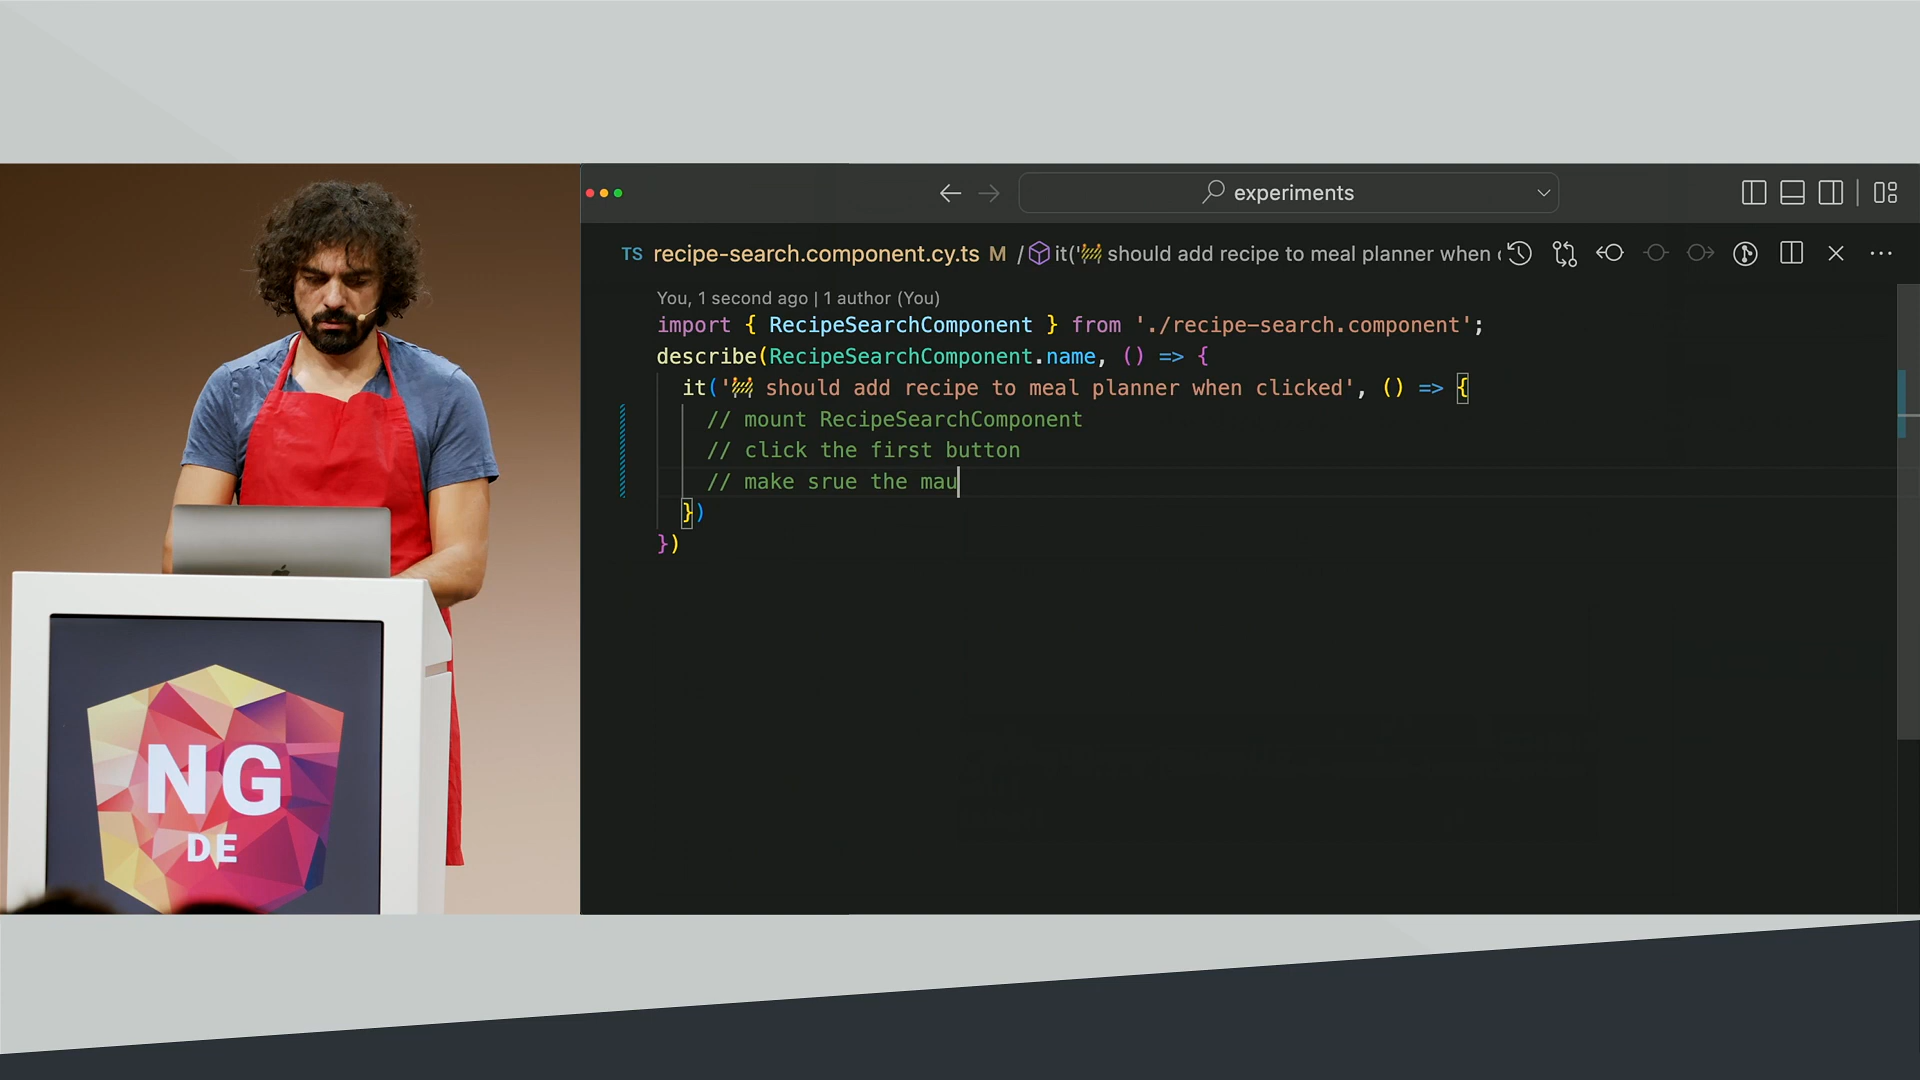 experiments
TS recipe-search.component.cy.ts M / it('🚧 should add recipe to meal planner when c
You, 1 second ago | 1 author (You)
import { RecipeSearchComponent } from './recipe-search.component';
describe(RecipeSearchComponent.name, () => {
it('🚧 should add recipe to meal planner when clicked', () => {
// mount RecipeSearchComponent
// click the first button
// make srue the mau
})
})
NG
DE